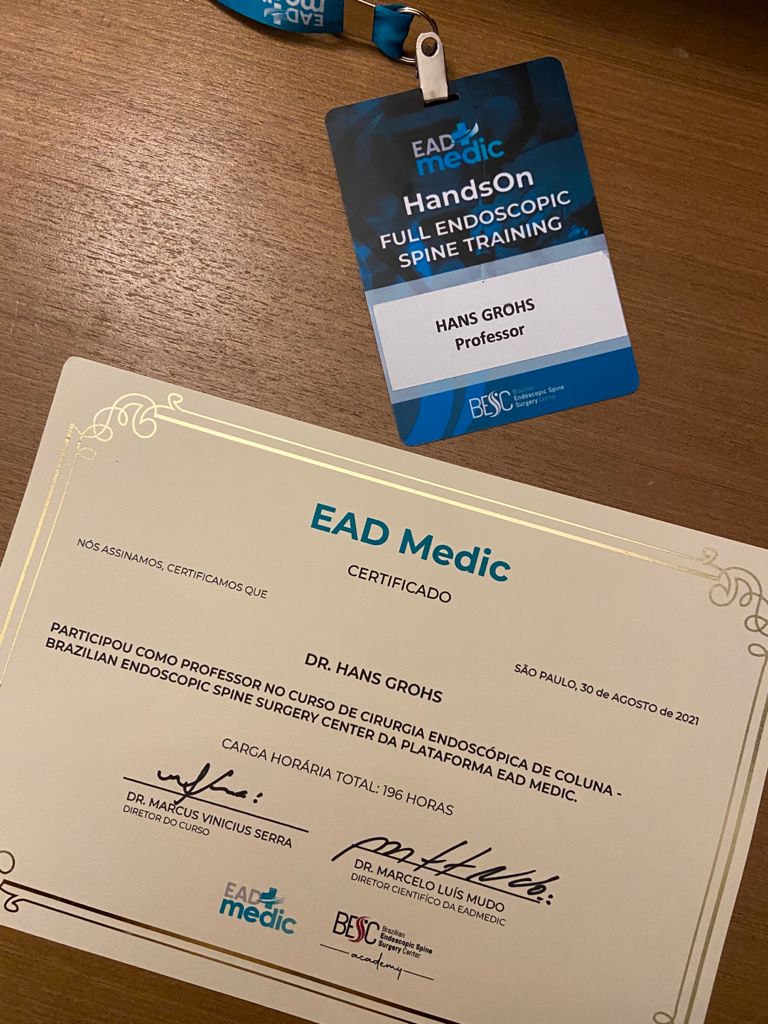 EAD
medic
HandsOn
FULL ENDOSCOPIC
SPINE TRAINING
HANS GROHS
Professor
BESC Brazilian
Endoscopic Spine
Surgery Center
EAD Medic
CERTIFICADO
NÓS ASSINAMOS, CERTIFICAMOS QUE
DR. HANS GROHS
SÃO PAULO, 30 de AGOSTO de 2021
PARTICIPOU COMO PROFESSOR NO CURSO DE CIRURGIA ENDOSCÓPICA DE COLUNA -
BRAZILIAN ENDOSCOPIC SPINE SURGERY CENTER DA PLATAFORMA EAD MEDIC.
CARGA HORÁRIA TOTAL: 196 HORAS
DR. MARCUS VINICIUS SERRA
DIRETOR DO CURSO
DR. MARCELO LUÍS MUDO
DIRETOR CIENTIFÍCO DA EADMEDIC
EAD
medic
BESC Brazilian
Endoscopic Spine
Surgery Center
academy